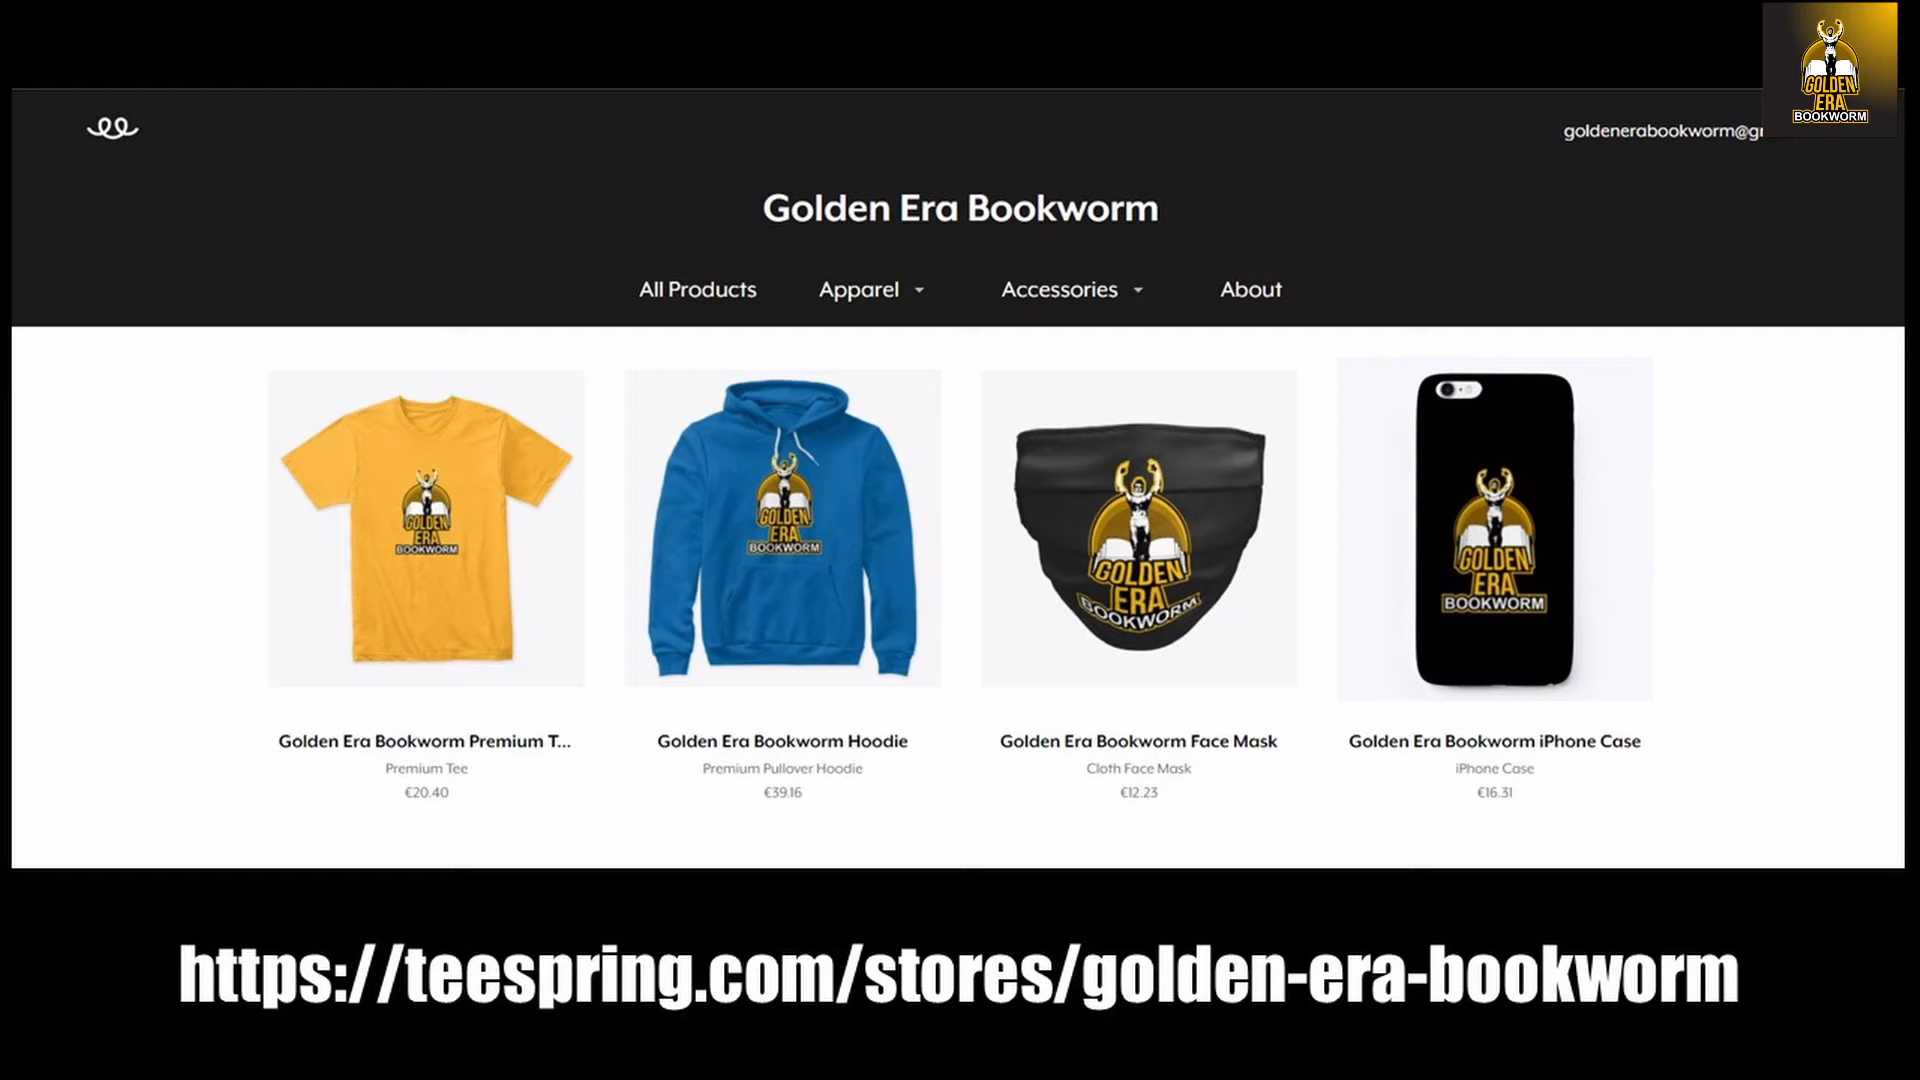 GOLDEN
ERA
BOOKWORM
goldenerabookworm@g
Golden Era Bookworm
All Products Apparel Accessories About
GOLDEN
ERA
BOOKWORM
GOLDEN
ERA
BOOKWORM
GOLDEN
ERA
BOOKWORM
GOLDEN
ERA
BOOKWORM
Golden Era Bookworm Premium T... Golden Era Bookworm Hoodie Golden Era Bookworm Face Mask Golden Era Bookworm iPhone Case
Premium Tee Premium Pullover Hoodie Cloth Face Mask iPhone Case
€20.40 €39.16 €12.23 €16.31
https://teespring.com/stores/golden-era-bookworm